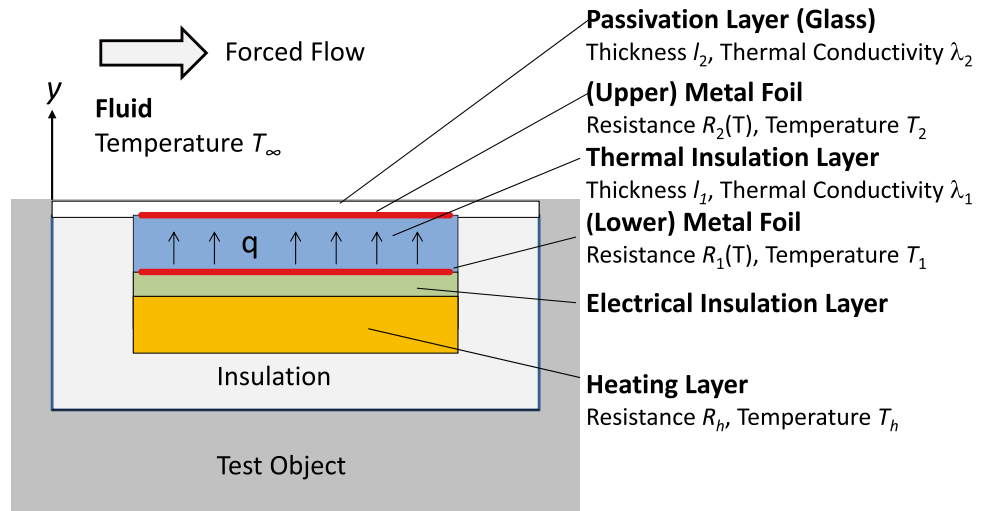 Forced Flow
y
Fluid
Temperature T∞
q
Insulation
Test Object
Passivation Layer (Glass)
Thickness l2, Thermal Conductivity λ2
(Upper) Metal Foil
Resistance R2(T), Temperature T2
Thermal Insulation Layer
Thickness l1, Thermal Conductivity λ1
(Lower) Metal Foil
Resistance R1(T), Temperature T1
Electrical Insulation Layer
Heating Layer
Resistance Rh, Temperature Th